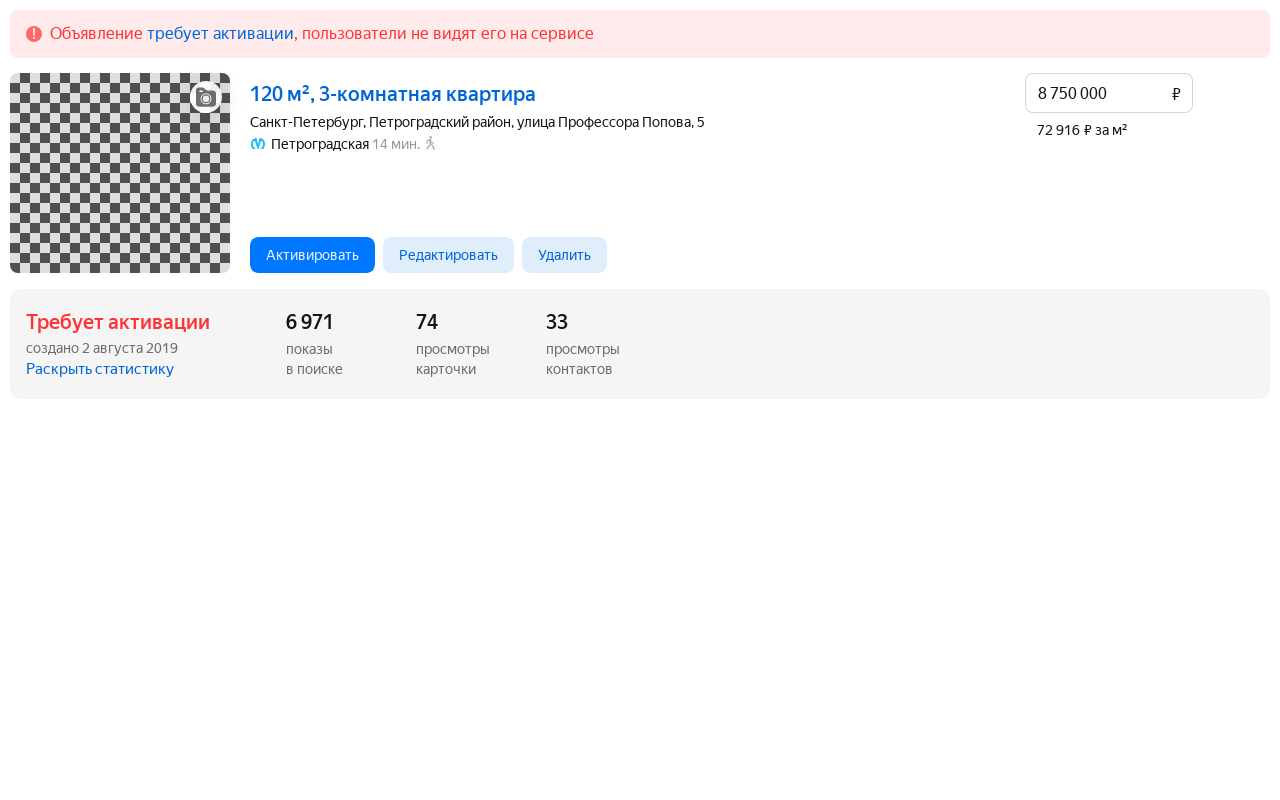 Объявление требует активации, пользователи не видят его на сервисе
120 м², 3-комнатная квартира
8 750 000 ₽
Санкт-Петербург, Петроградский район, улица Профессора Попова, 5
72 916 ₽ за м²
Петроградская 14 мин.
Активировать
Редактировать
Удалить
Требует активации
создано 2 августа 2019
Раскрыть статистику
6 971
показы
в поиске
74
просмотры
карточки
33
просмотры
контактов